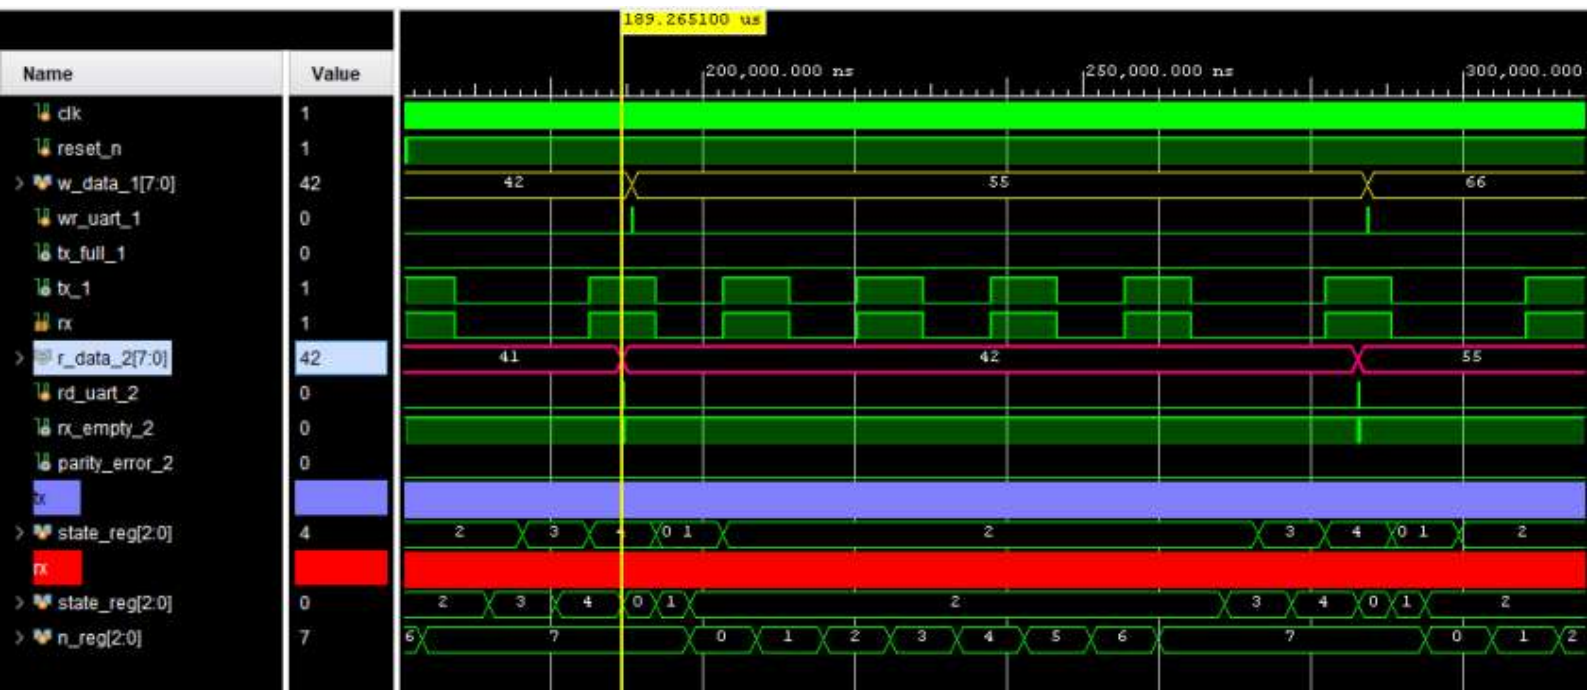 189.265100 us
Name Value 200,000.000 ns 250,000.000 ns 300,000.000
clk 1
reset_n 1
w_data_1[7:0] 42 42 55 66
wr_uart_1 0
tx_full_1 0
tx_1 1
rx 1
r_data_2[7:0] 42 41 42 55
rd_uart_2 0
rx_empty_2 0
parity_error_2 0
tx
state_reg[2:0] 4 2 3 4 0 1 2 3 4 0 1 2
rx
state_reg[2:0] 0 2 3 4 0 1 2 3 4 0 1 2
n_reg[2:0] 7 6 7 0 1 2 3 4 5 6 7 0 1 2